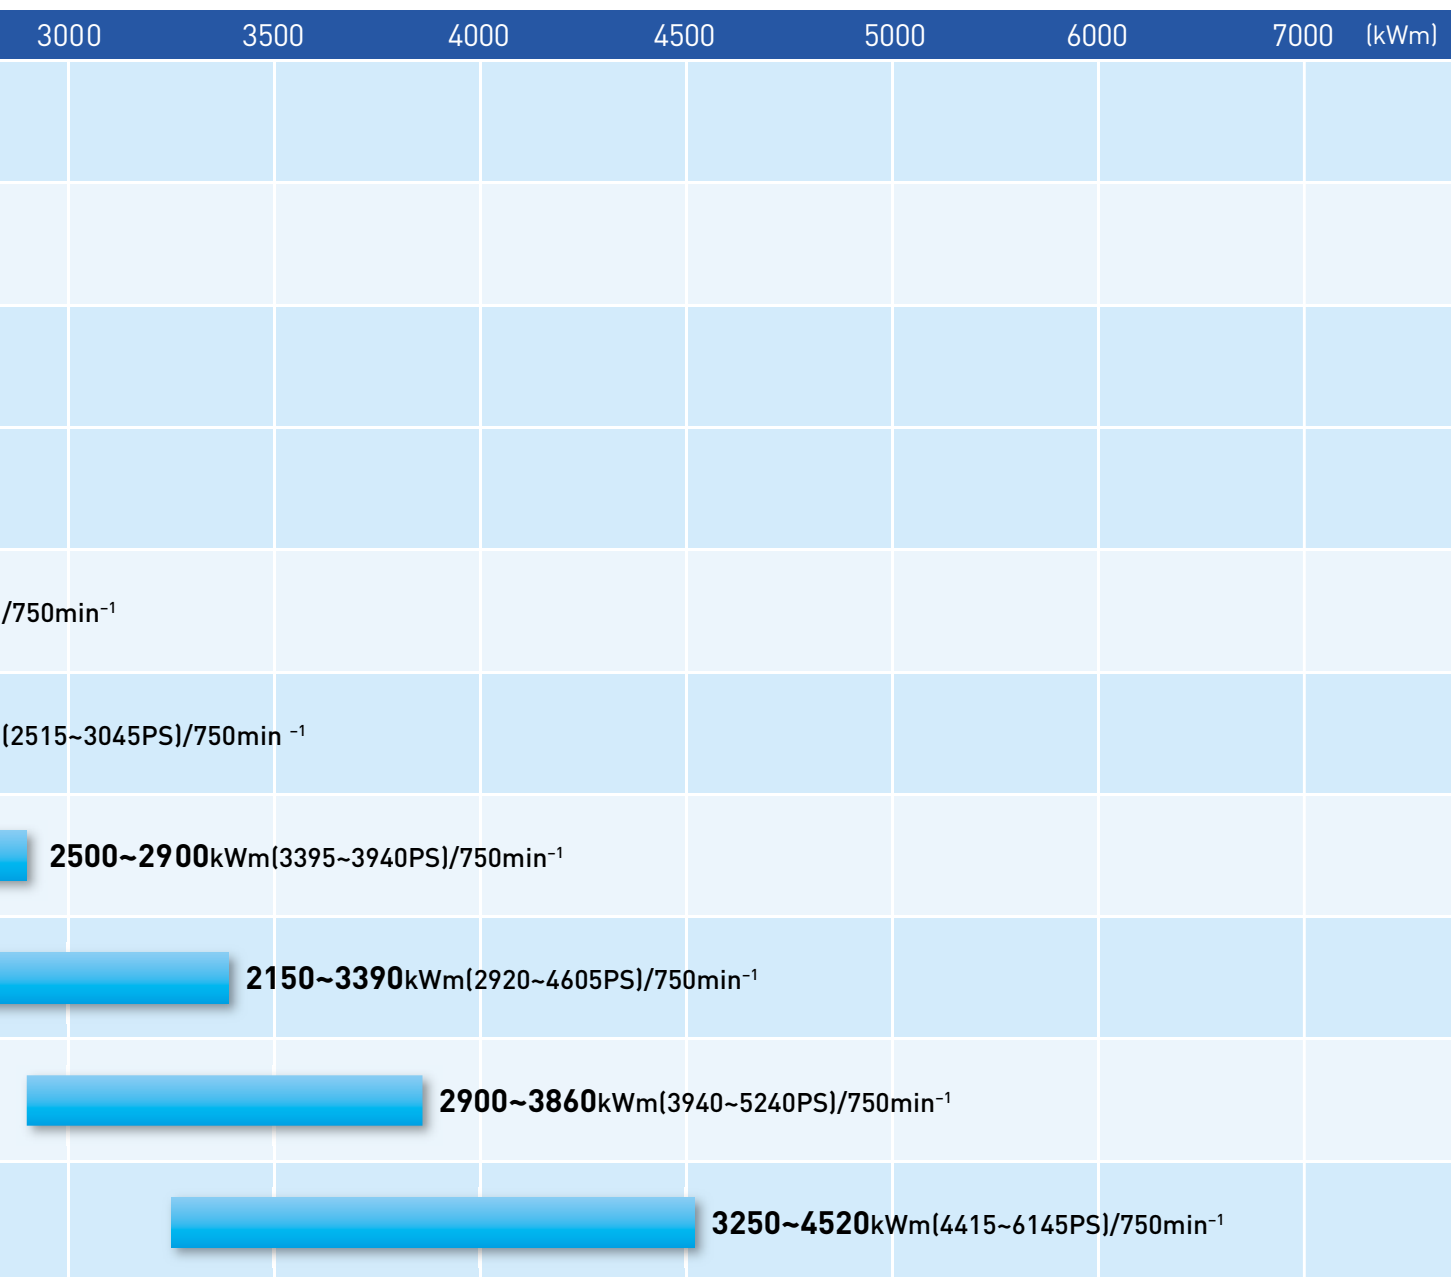 3000 3500 4000 4500 5000 6000 7000 (kWm)
/750min⁻¹
(2515~3045PS)/750min ⁻¹
2500~2900kWm(3395~3940PS)/750min⁻¹
2150~3390kWm(2920~4605PS)/750min⁻¹
2900~3860kWm(3940~5240PS)/750min⁻¹
3250~4520kWm(4415~6145PS)/750min⁻¹